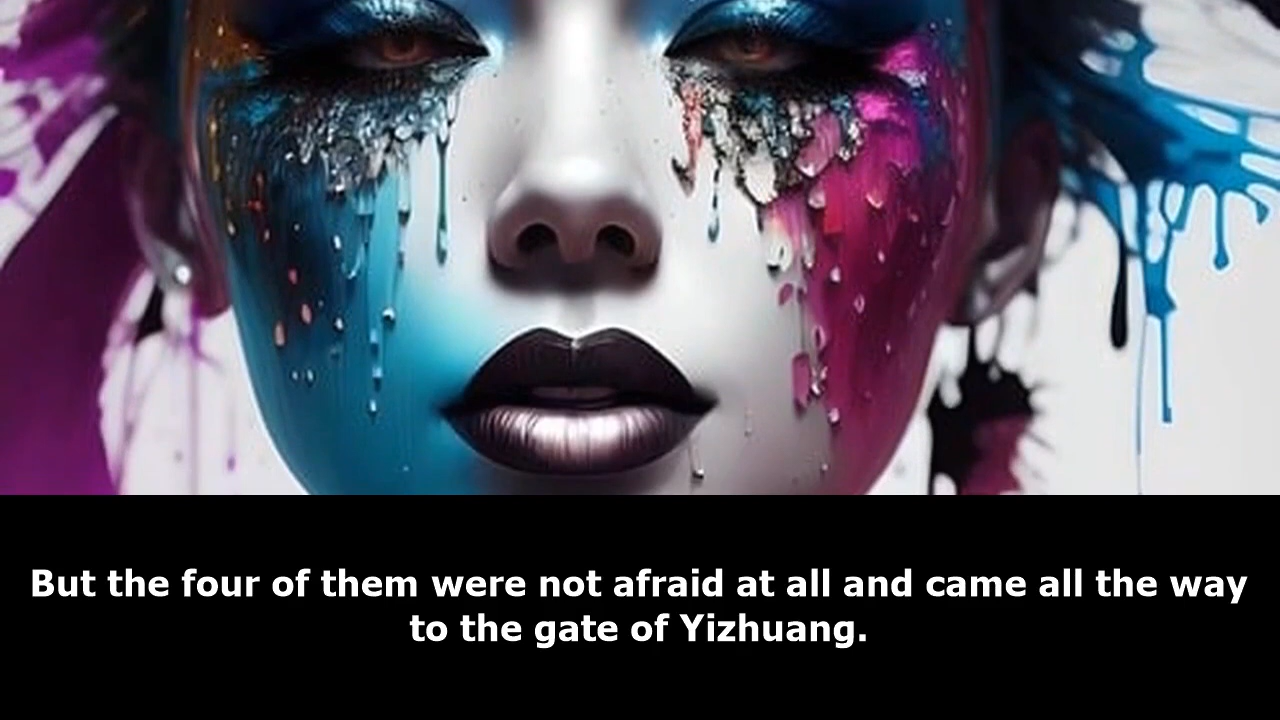 But the four of them were not afraid at all and came all the way
to the gate of Yizhuang.